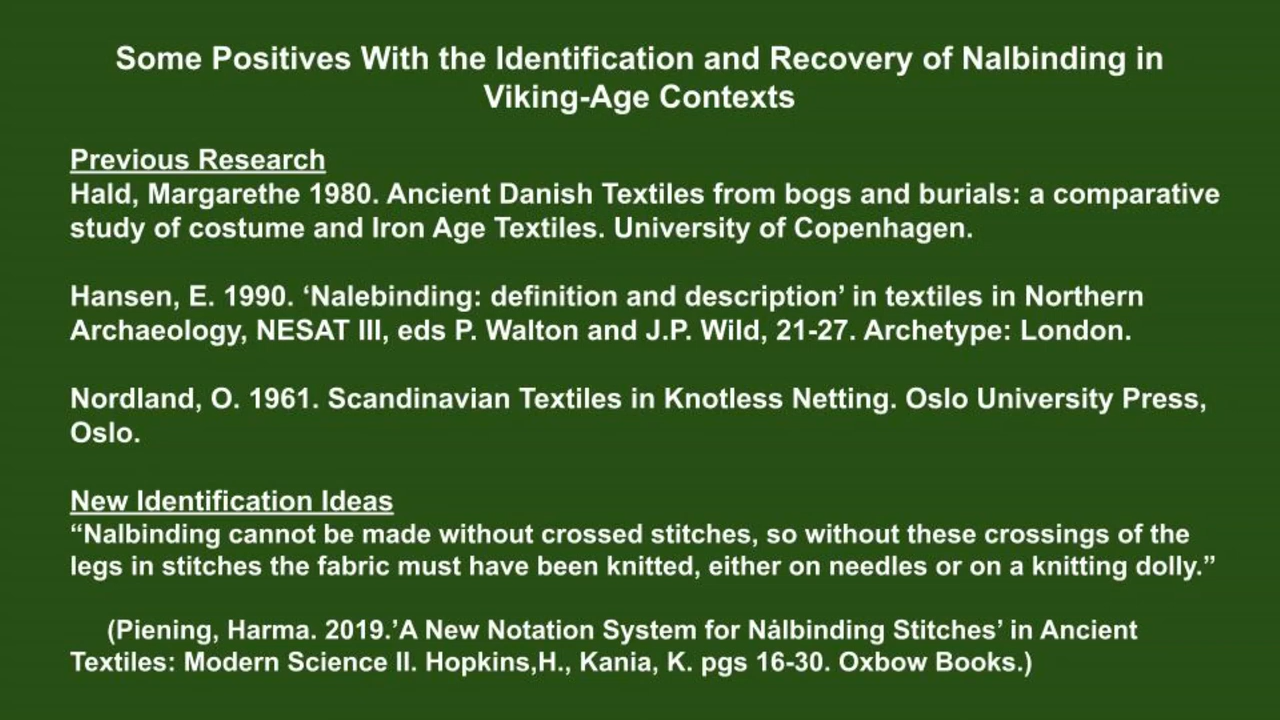 Some Positives With the Identification and Recovery of Nalbinding in
Viking-Age Contexts
Previous Research
Hald, Margarethe 1980. Ancient Danish Textiles from bogs and burials: a comparative
study of costume and Iron Age Textiles. University of Copenhagen.
Hansen, E. 1990. ‘Nalebinding: definition and description’ in textiles in Northern
Archaeology, NESAT III, eds P. Walton and J.P. Wild, 21-27. Archetype: London.
Nordland, O. 1961. Scandinavian Textiles in Knotless Netting. Oslo University Press,
Oslo.
New Identification Ideas
“Nalbinding cannot be made without crossed stitches, so without these crossings of the
legs in stitches the fabric must have been knitted, either on needles or on a knitting dolly.”
(Piening, Harma. 2019.’A New Notation System for Nålbinding Stitches’ in Ancient
Textiles: Modern Science II. Hopkins,H., Kania, K. pgs 16-30. Oxbow Books.)